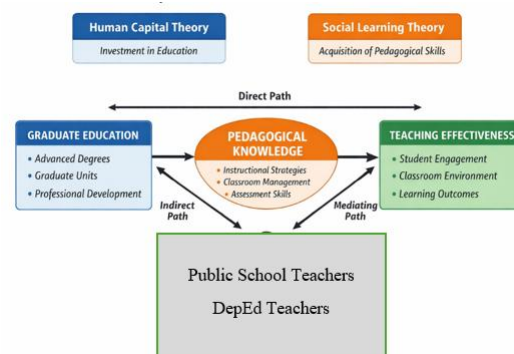 Human Capital Theory
Investment in Education
Social Learning Theory
Acquisition of Pedagogical Skills
Direct Path
GRADUATE EDUCATION
• Advanced Degrees
• Graduate Units
• Professional Development
PEDAGOGICAL
KNOWLEDGE
• Instructional Strategies
• Classroom Management
• Assessment Skills
TEACHING EFFECTIVENESS
• Student Engagement
• Classroom Environment
• Learning Outcomes
Indirect
Path
Mediating
Path
Public School Teachers
DepEd Teachers